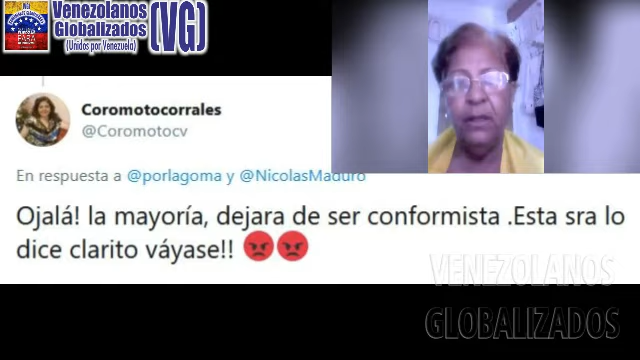 Venezolanos
Globalizados
(Unidos por Venezuela)
(VG)
Coromotocorrales
@Coromotocv
En respuesta a @porlagoma y @NicolasMaduro
Ojalá! la mayoría, dejara de ser conformista .Esta sra lo
dice clarito váyase!! 😡😡
VENEZOLANOS
GLOBALIZADOS